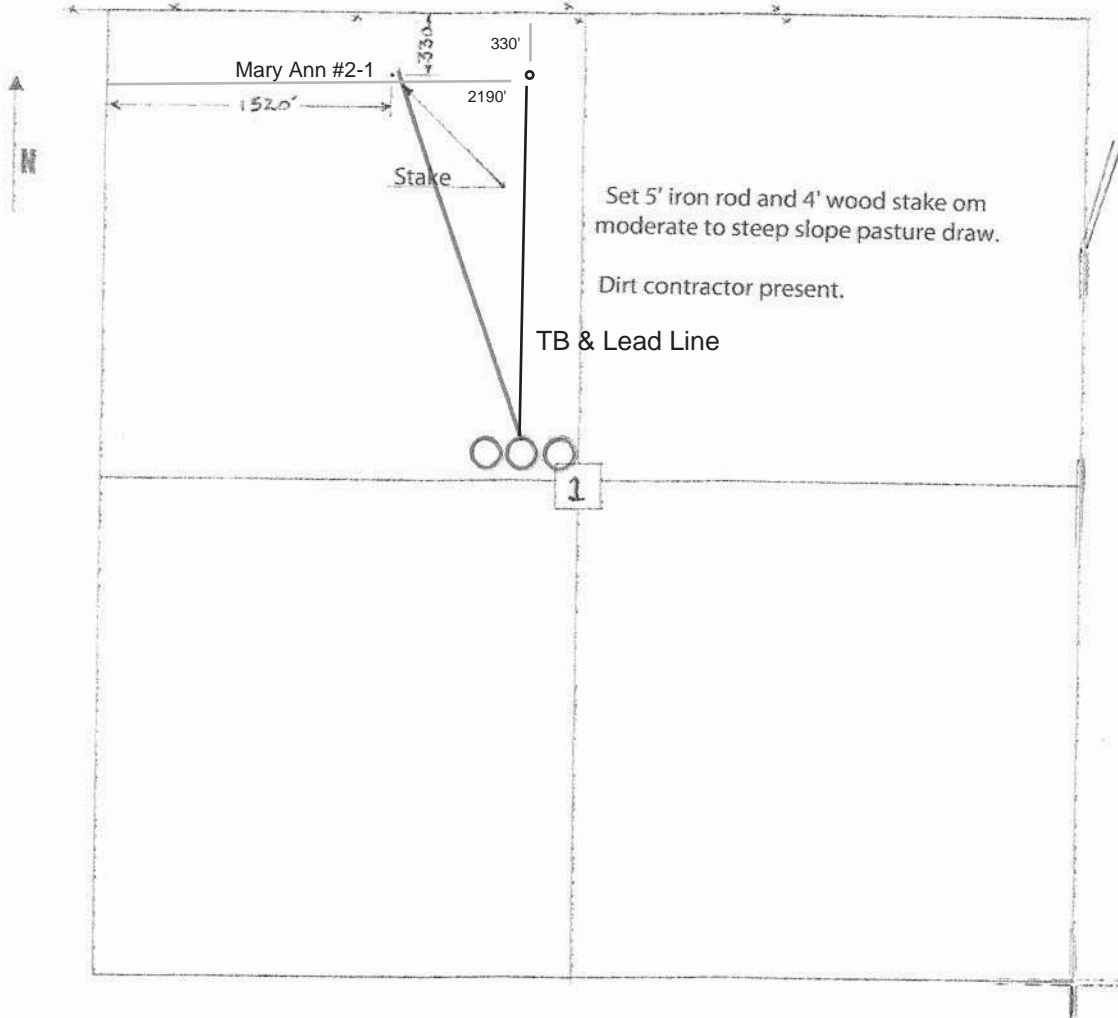 330'
330'
Mary Ann #2-1
2190'
1520'
N
Stake
Set 5' iron rod and 4' wood stake om
moderate to steep slope pasture draw.
Dirt contractor present.
TB & Lead Line
1